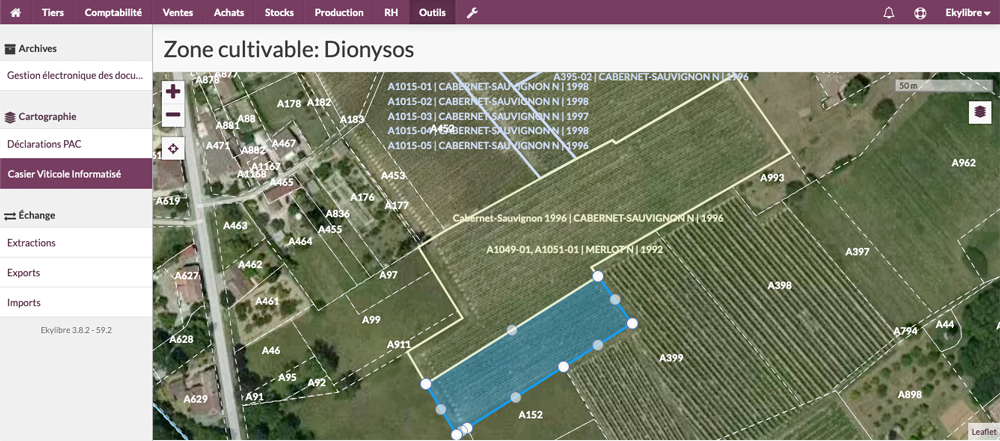 Tiers Comptabilité Ventes Achats Stocks Production RH Outils Ekylibre
Archives
Gestion électronique des docu...
Cartographie
Déclarations PAC
Casier Viticole Informatisé
Échange
Extractions
Exports
Imports
Ekylibre 3.8.2 - 59.2
Zone cultivable: Dionysos
50 m
A395-02 | CABERNET-SAUVIGNON N | 1996
A1015-01 | CABERNET-SAUVIGNON N | 1998
A1015-02 | CABERNET-SAUVIGNON N | 1998
A1015-03 | CABERNET-SAUVIGNON N | 1997
A1015-04 | CABERNET-SAUVIGNON N | 1998
A1015-05 | CABERNET-SAUVIGNON N | 1996
A452
A877
A878
A178
A182
A183
A88
A881
A471
A882
A467
A1167
A1168
A465
A453
A962
A993
A619
A176
A177
A836
A455
A463
A464
Cabernet-Sauvignon 1996 | CABERNET-SAUVIGNON N | 1996
A1049-01, A1051-01 | MERLOT N | 1992
A397
A627
A462
A97
A398
A461
A99
A628
A911
A794
A44
A46
A399
A95
A92
A91
A629
A152
A898
Leaflet